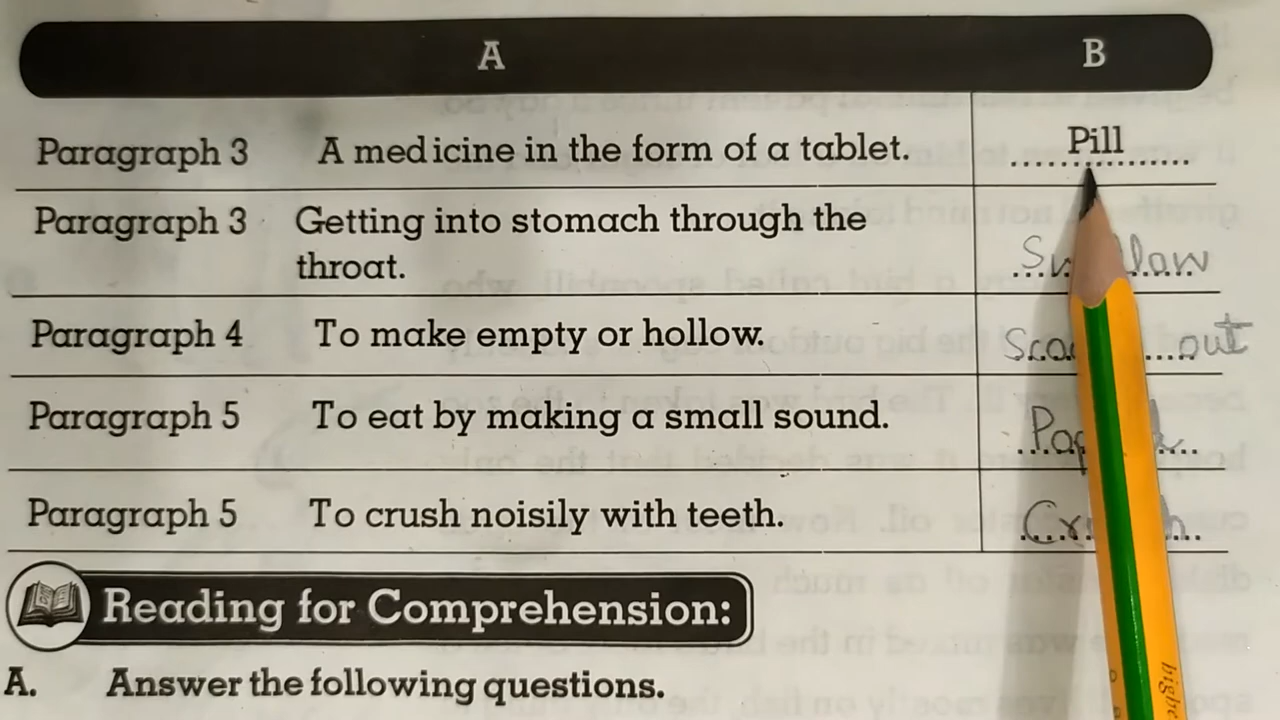 A B
Paragraph 3 A medicine in the form of a tablet. Pill
Paragraph 3 Getting into stomach through the
throat.
Paragraph 4 To make empty or hollow. out
Paragraph 5 To eat by making a small sound.
Paragraph 5 To crush noisily with teeth.
Reading for Comprehension:
A. Answer the following questions.